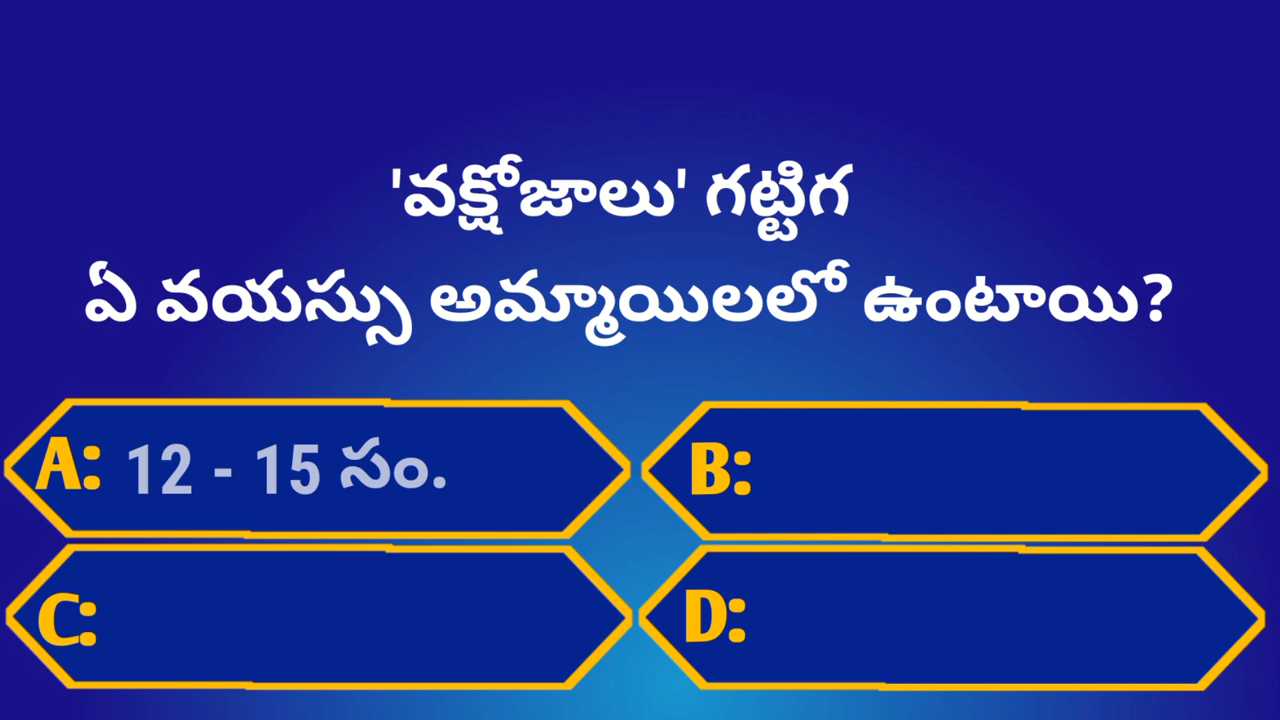 'వక్షోజాలు' గట్టిగ
ఏ వయస్సు అమ్మాయిలలో ఉంటాయి?
A: 12 - 15 సం.
B:
C:
D: